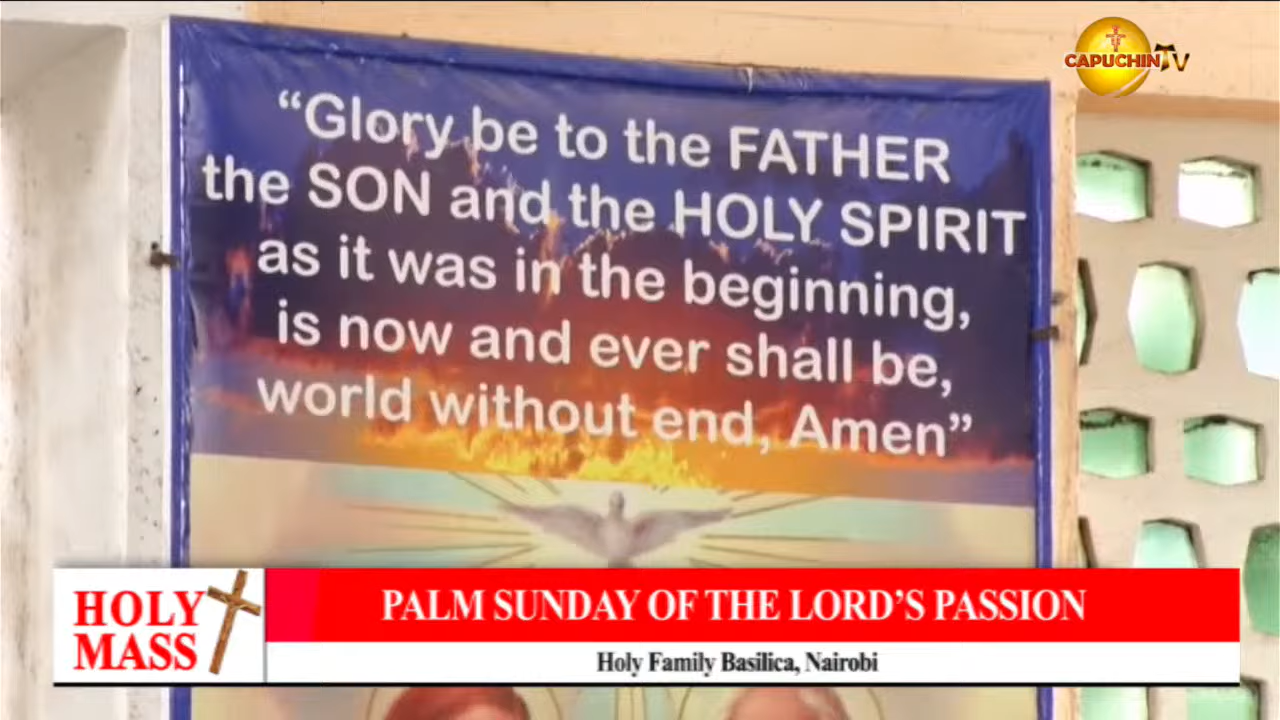 CAPUCHINTV
“Glory be to the FATHER
the SON and the HOLY SPIRIT
as it was in the beginning,
is now and ever shall be,
world without end, Amen”
HOLY
MASS
PALM SUNDAY OF THE LORD’S PASSION
Holy Family Basilica, Nairobi